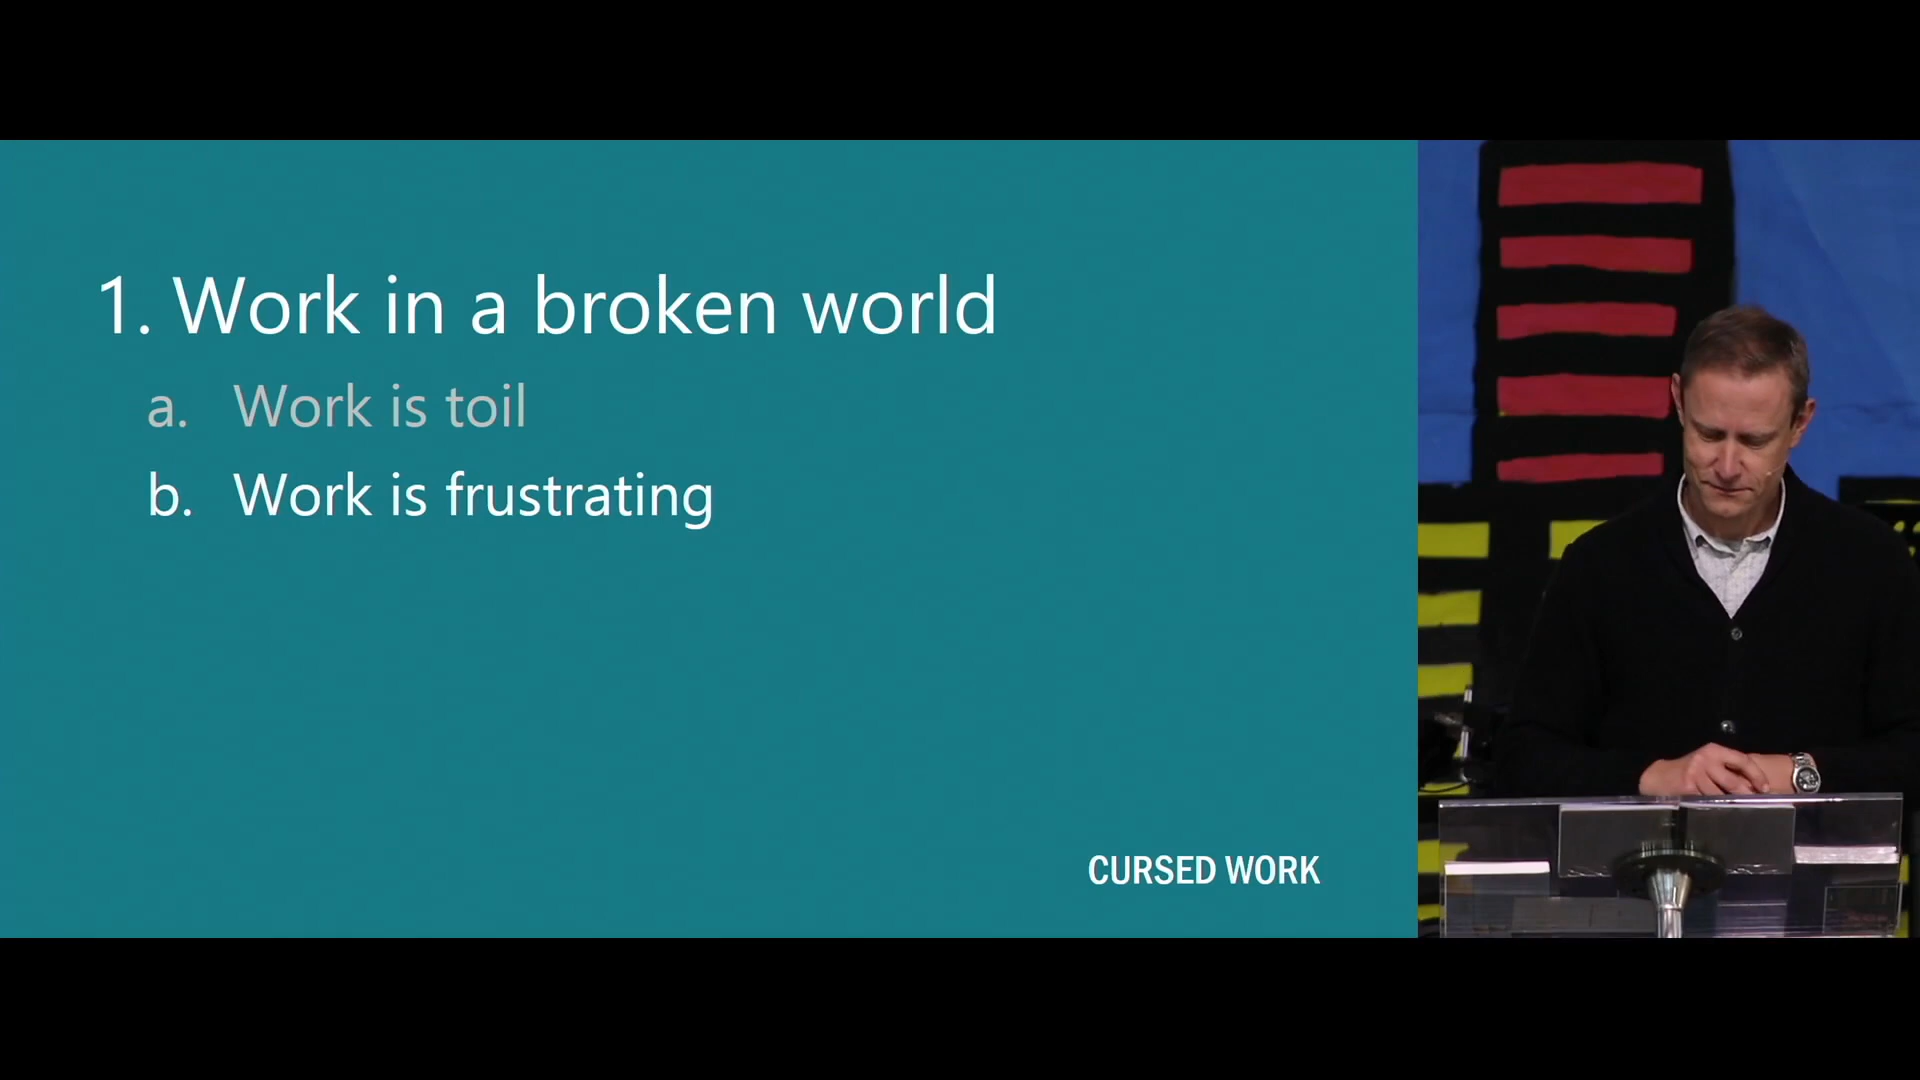 1. Work in a broken world
a. Work is toil
b. Work is frustrating
CURSED WORK